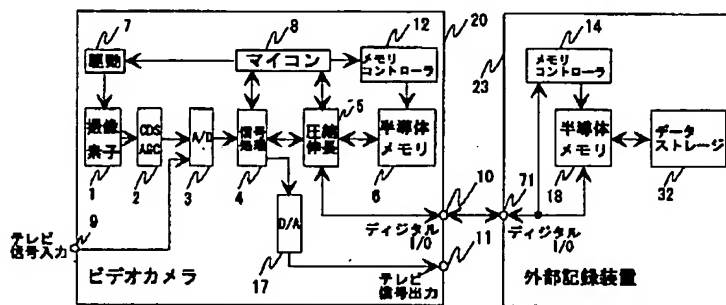 7
駆動
8
マイコン
12
メモリ
コントローラ
20
23
14
メモリ
コントローラ
撮像
素子
1
CDS
AGC
2
A/D
3
信号
処理
4
圧縮
伸長
5
半導体
メモリ
6
半導体
メモリ
18
データ
ストレージ
32
10
71
9
テレビ
信号入力
D/A
17
ディジタル
I/O
11
ディジタル
I/O
ビデオカメラ
テレビ
信号出力
外部記録装置